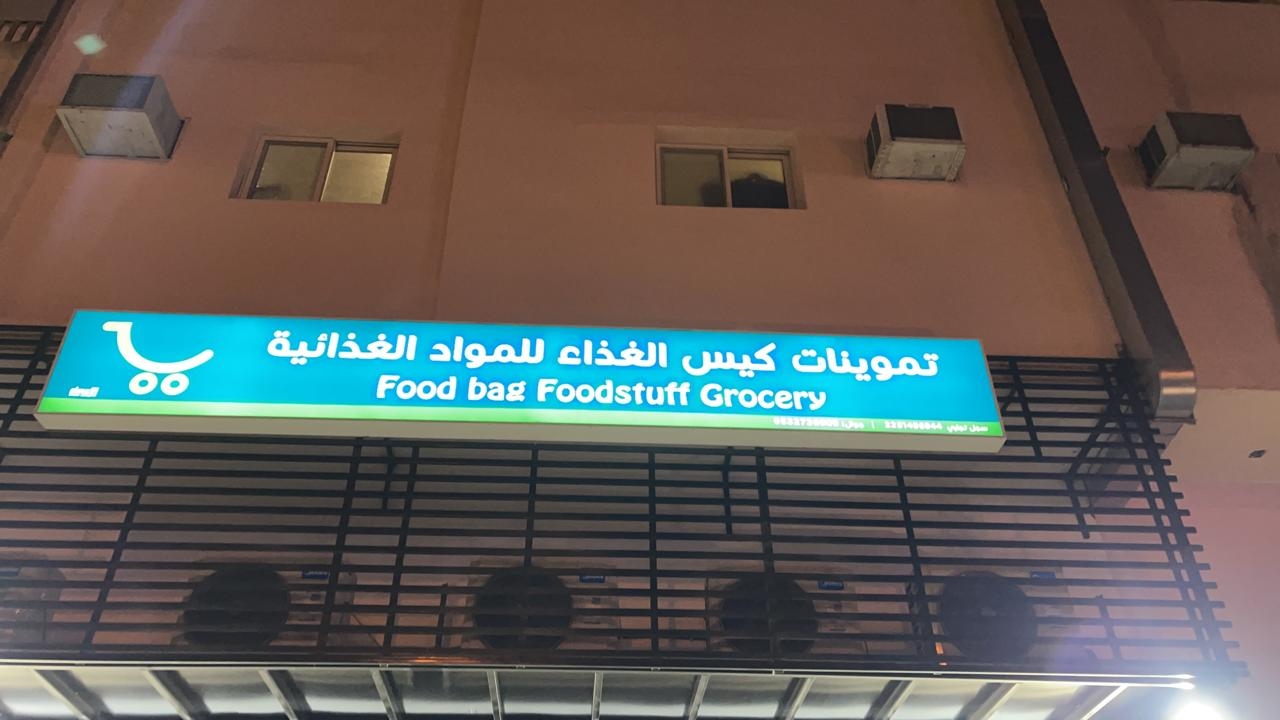 تموينات كيس الغذاء للمواد الغذائية
Food bag Foodstuff Grocery